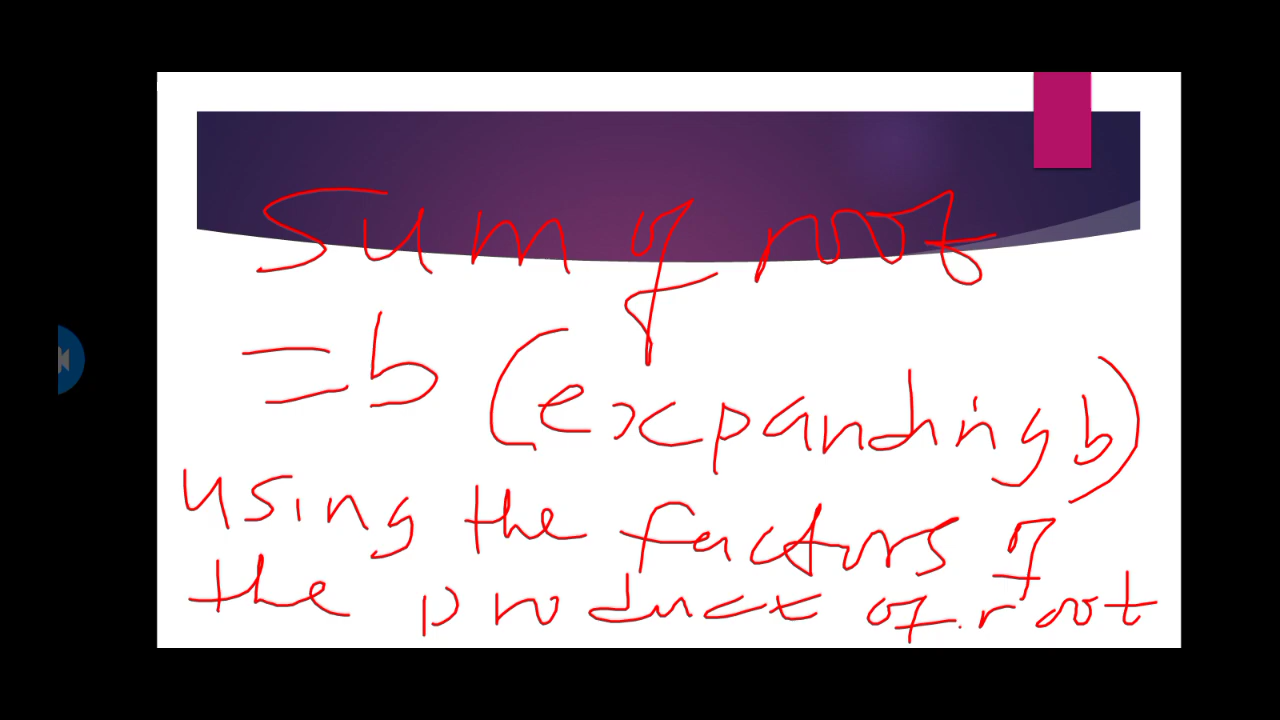 Sum of root
= b (expanding b)
using the factors of
the product of root